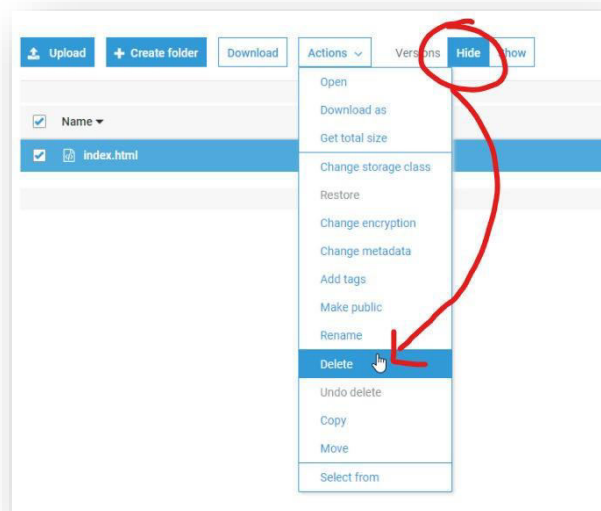 Upload + Create folder Download Actions Versions Hide Show
Open
Download as
Get total size
Name
index.html
Change storage class
Restore
Change encryption
Change metadata
Add tags
Make public
Rename
Delete
Undo delete
Copy
Move
Select from